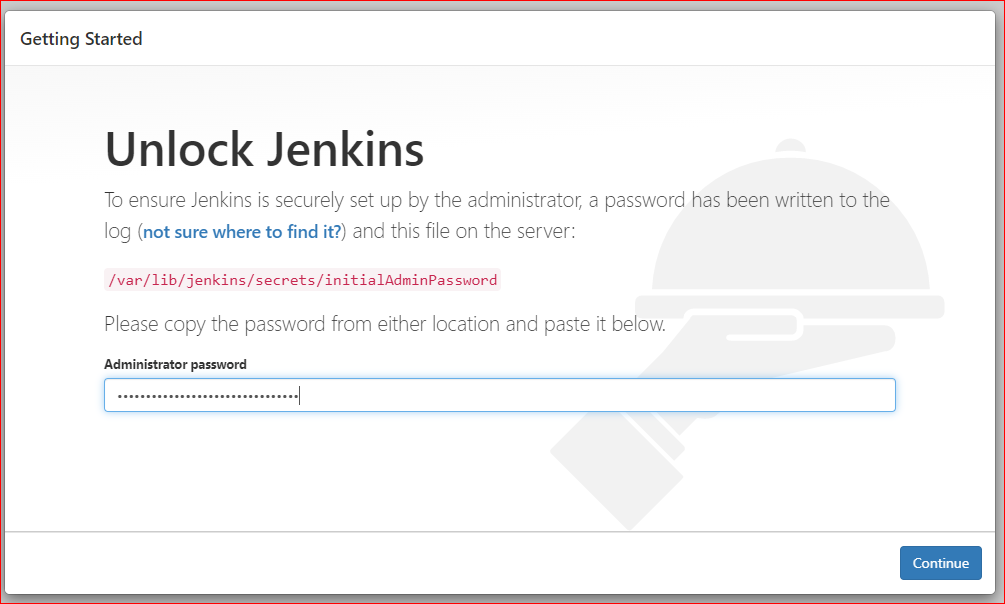 Getting Started
Unlock Jenkins
To ensure Jenkins is securely set up by the administrator, a password has been written to the
log (not sure where to find it?) and this file on the server:
/var/lib/jenkins/secrets/initialAdminPassword
Please copy the password from either location and paste it below.
Administrator password
Continue